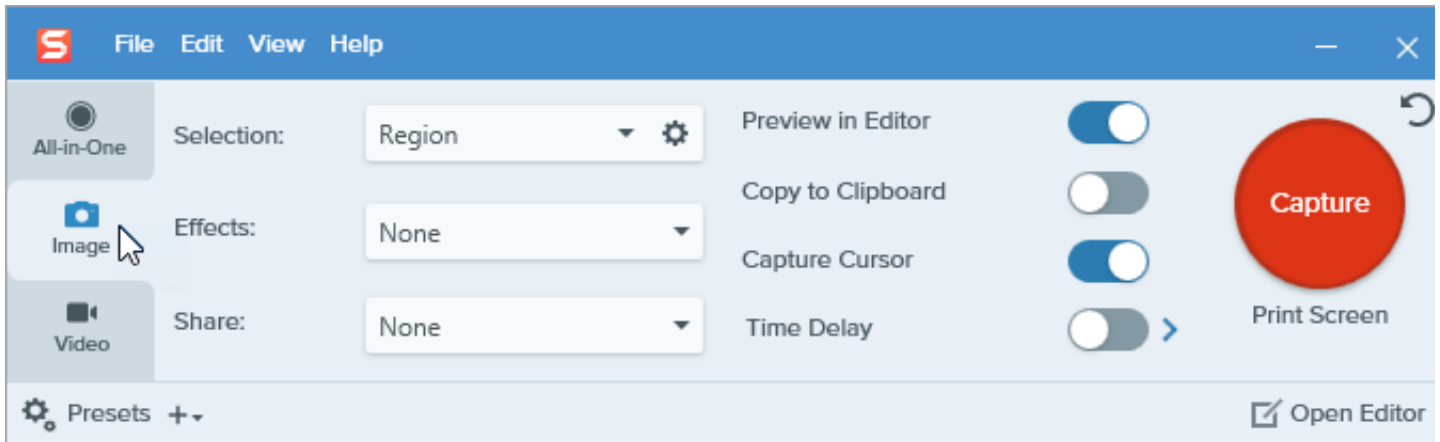 File Edit View Help
All-in-One
Image
Video
Selection: Region
Effects: None
Share: None
Preview in Editor
Copy to Clipboard
Capture Cursor
Time Delay
Capture
Print Screen
Presets
Open Editor